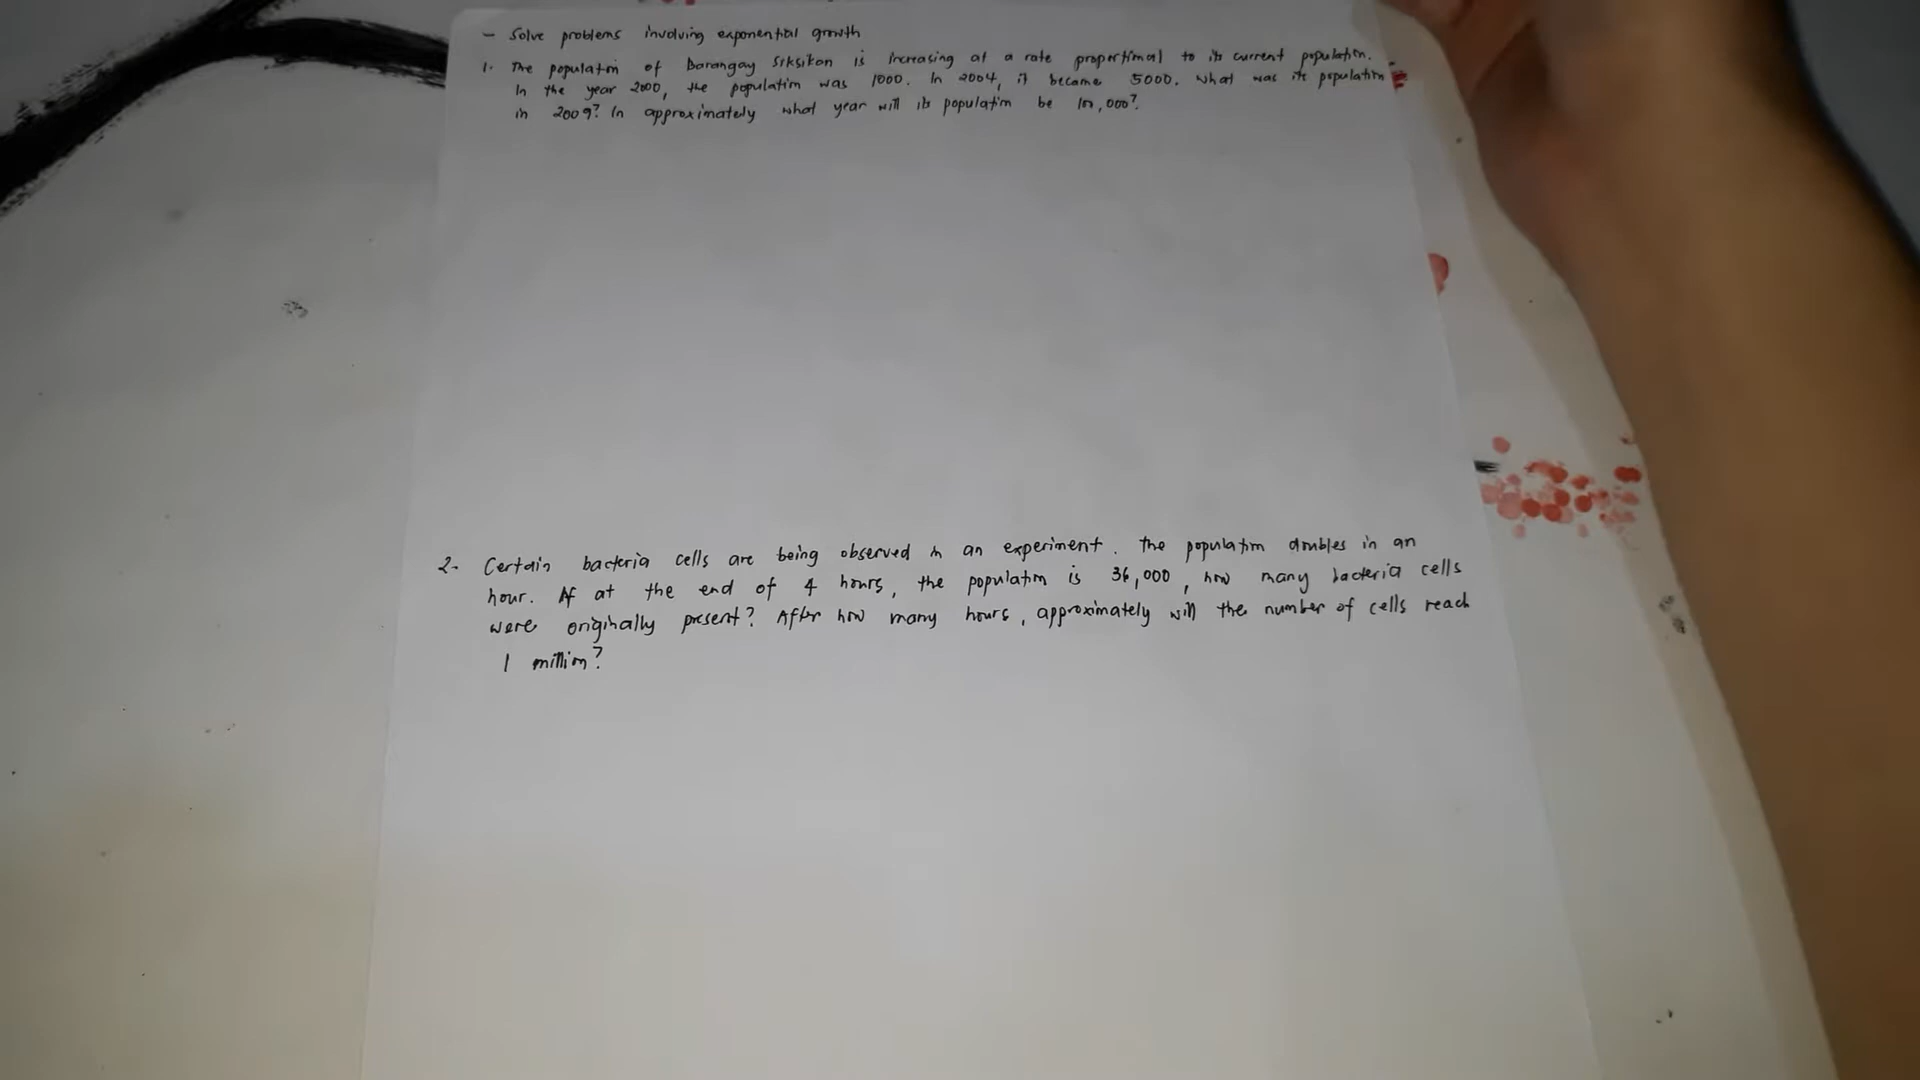 - Solve problems involving exponential growth
1. The population of Barangay Siksikan is increasing at a rate proportional to its current population.
In the year 2000, the population was 1000. In 2004, it became 5000. What was its population
in 2009? In approximately what year will its population be 100,000?
2. Certain bacteria cells are being observed in an experiment. The population doubles in an
hour. If at the end of 4 hours, the population is 36,000, how many bacteria cells
were originally present? After how many hours, approximately will the number of cells reach
1 million?